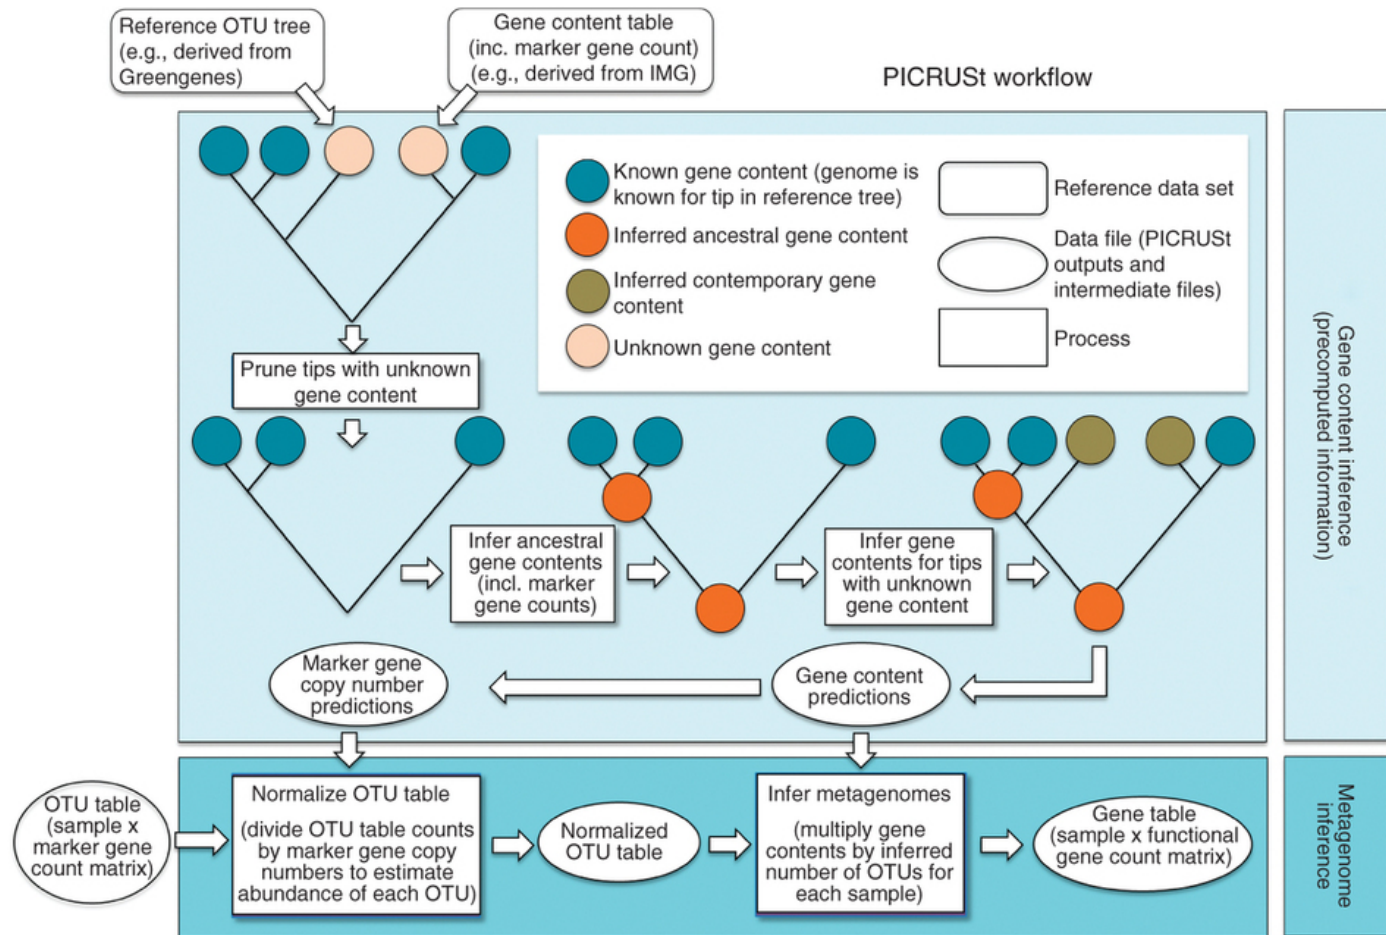 Reference OTU tree
(e.g., derived from
Greengenes)
Gene content table
(inc. marker gene count)
(e.g., derived from IMG)
PICRUSt workflow
Known gene content (genome is
known for tip in reference tree)
Inferred ancestral gene content
Inferred contemporary gene
content
Unknown gene content
Reference data set
Data file (PICRUSt
outputs and
intermediate files)
Process
Prune tips with unknown
gene content
Infer ancestral
gene contents
(incl. marker
gene counts)
Infer gene
contents for tips
with unknown
gene content
Marker gene
copy number
predictions
Gene content
predictions
Gene content inference
(precomputed information)
OTU table
(sample x
marker gene
count matrix)
Normalize OTU table
(divide OTU table counts
by marker gene copy
numbers to estimate
abundance of each OTU)
Normalized
OTU table
Infer metagenomes
(multiply gene
contents by inferred
number of OTUs for
each sample)
Gene table
(sample x functional
gene count matrix)
Metagenome
inference